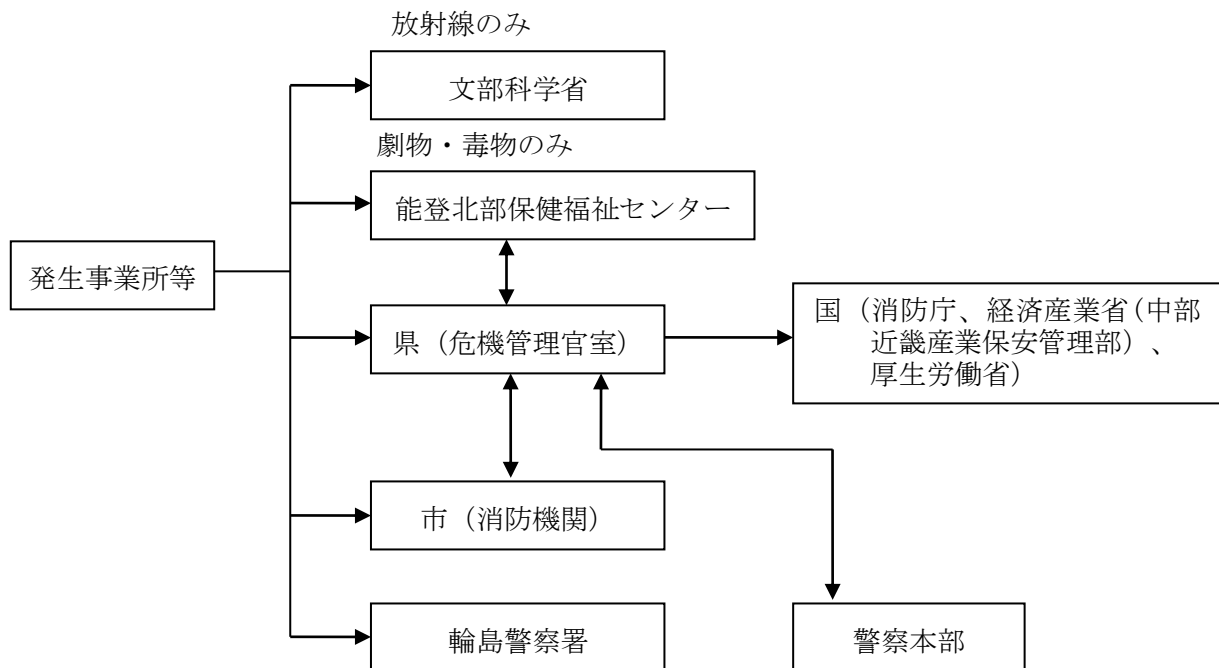 放射線のみ
文部科学省
劇物・毒物のみ
能登北部保健福祉センター
発生事業所等
県（危機管理官室）
国（消防庁、経済産業省（中部
近畿産業保安管理部）、
厚生労働省）
市（消防機関）
輪島警察署
警察本部